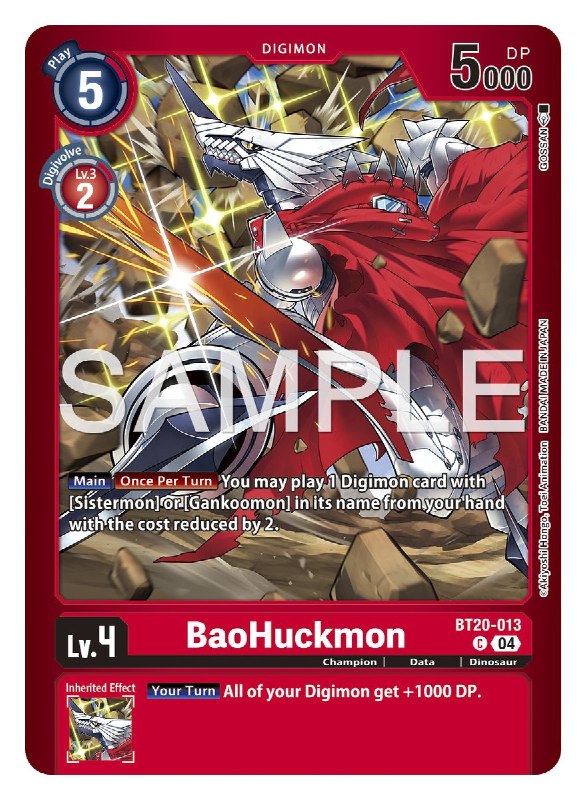 DIGIMON
Play
5
DP
5000
Digivolve
Lv.3
2
GOSSAN
SAMPLE
BANDAI MADE IN JAPAN
©Akiyoshi Hongo, Toei Animation
Main Once Per Turn You may play 1 Digimon card with
[Sistermon] or [Gankoomon] in its name from your hand
with the cost reduced by 2.
Lv.4
BaoHuckmon
BT20-013
C 04
Champion | Data | Dinosaur
Inherited Effect
Your Turn All of your Digimon get +1000 DP.